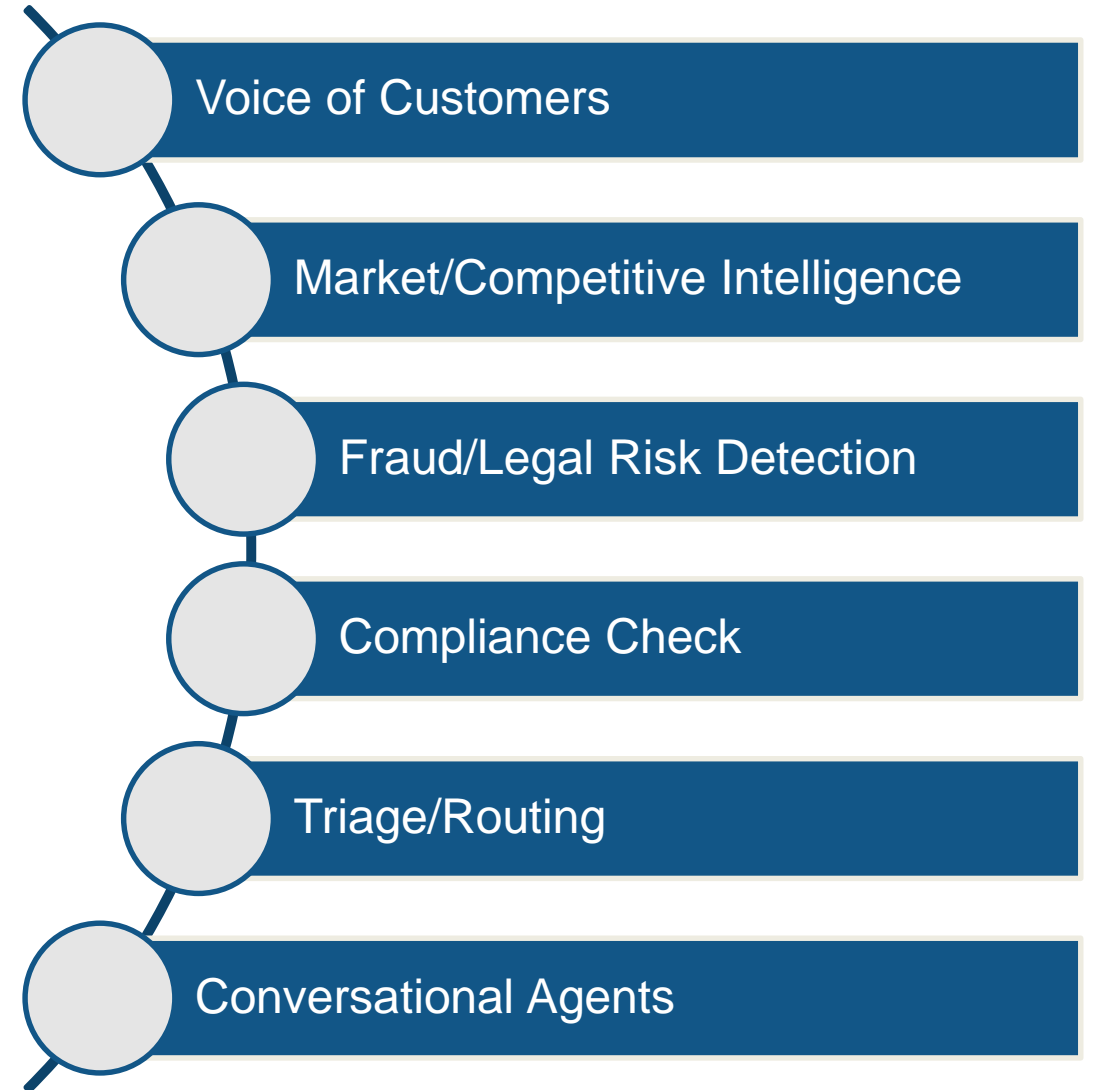 Voice of Customers
Market/Competitive Intelligence
Fraud/Legal Risk Detection
Compliance Check
Triage/Routing
Conversational Agents